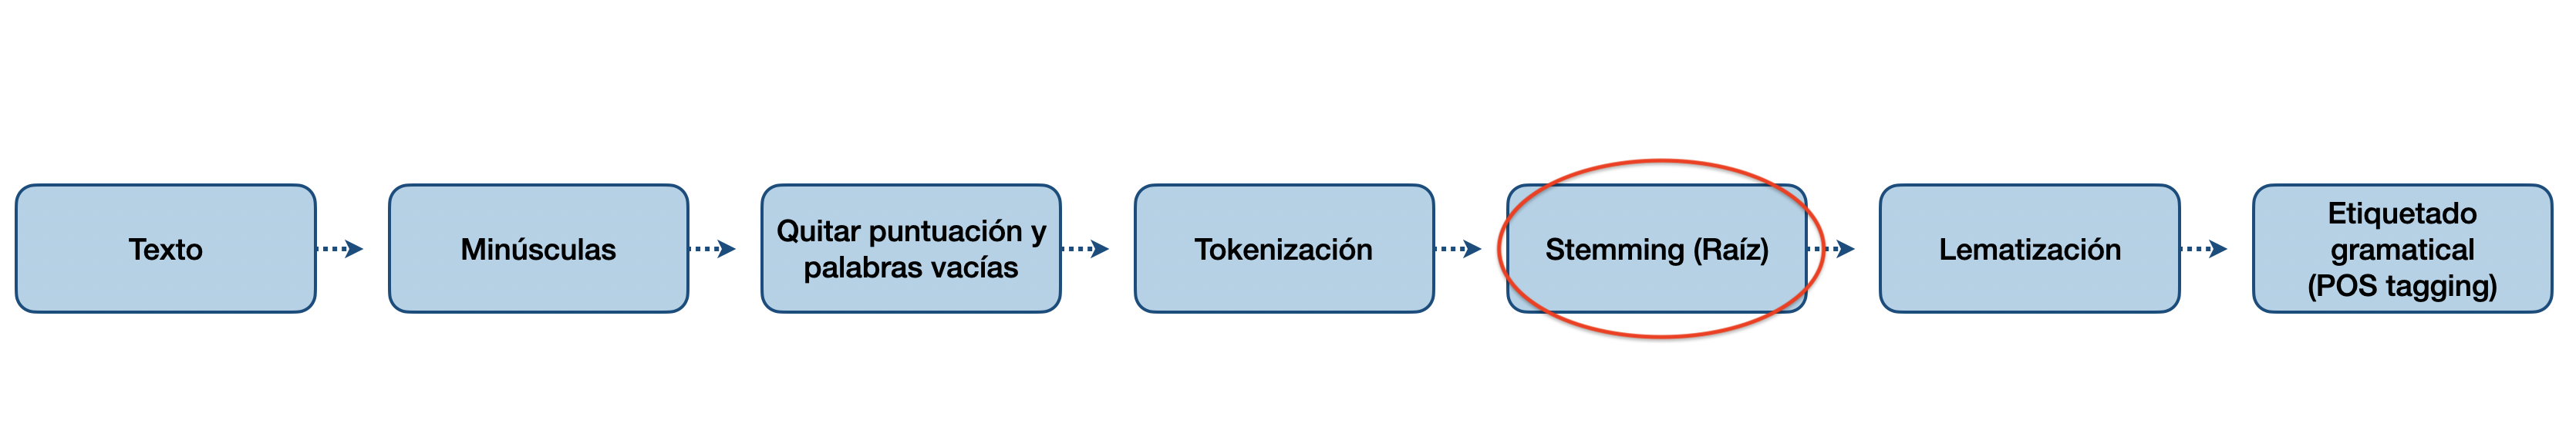 Texto
Minúsculas
Quitar puntuación y
palabras vacías
Tokenización
Stemming (Raíz)
Lematización
Etiquetado
gramatical
(POS tagging)